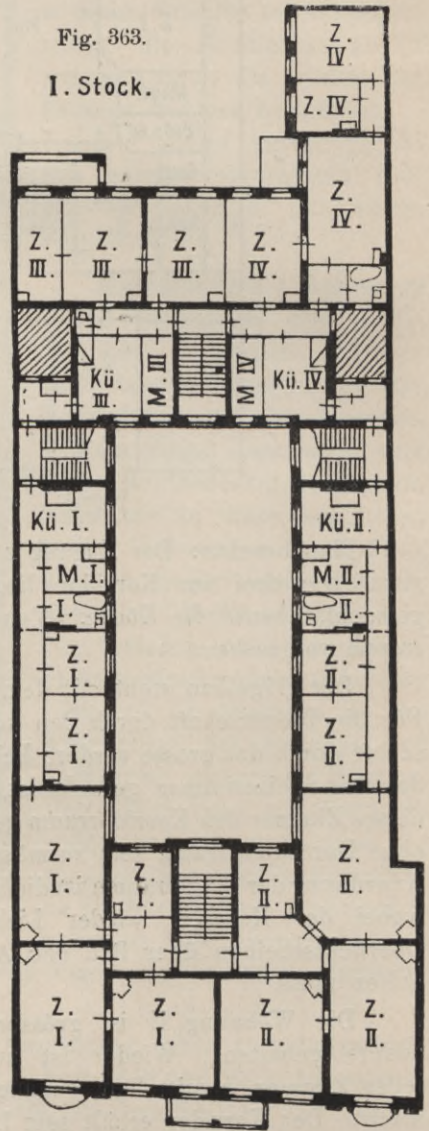 Fig. 363.
I. Stock.
Z.
IV.
Z. IV.
Z.
IV.
Z.
III.
Z.
III.
Z.
III.
Z.
IV.
Kü.
III.
M. III
M. IV
Kü. IV.
Kü. I.
Kü. II
M. I.
M. II.
I.
II.
Z.
I.
Z.
II.
Z.
I.
Z.
II.
Z.
I.
Z.
I.
Z.
II.
Z.
II.
Z.
I.
Z.
I.
Z.
II.
Z.
II.